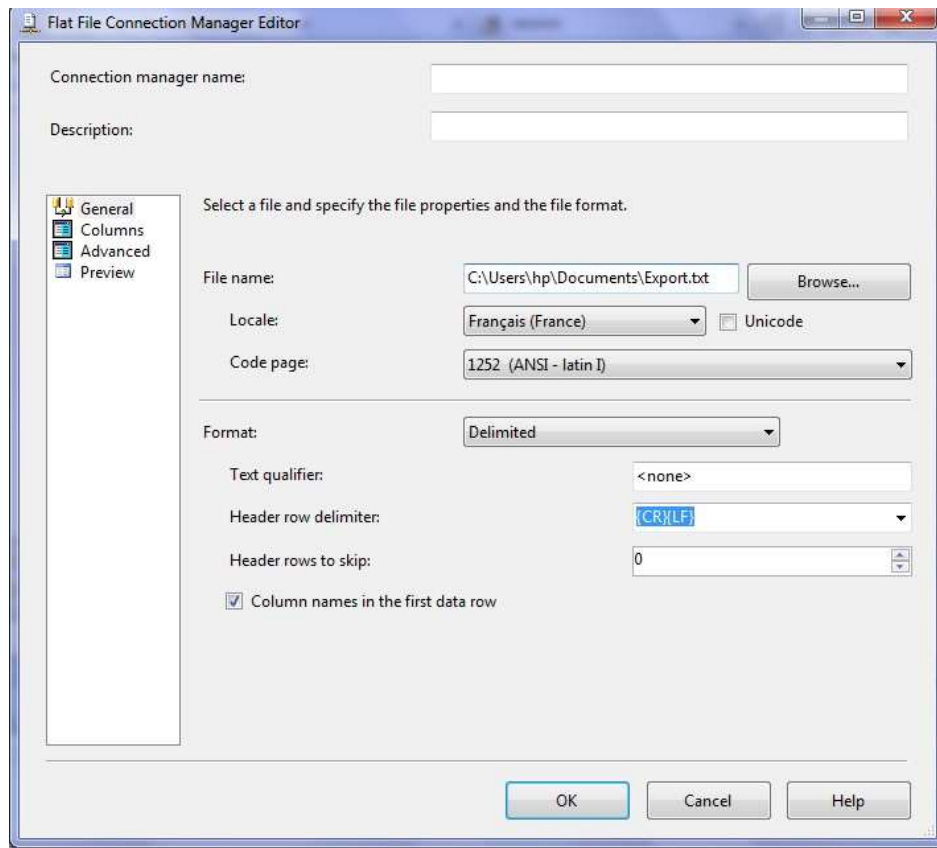 Flat File Connection Manager Editor
Connection manager name:
Description:
General
Columns
Advanced
Preview
Select a file and specify the file properties and the file format.
File name:
C:\Users\hp\Documents\Export.txt
Browse...
Locale:
Français (France)
Unicode
Code page:
1252 (ANSI - latin I)
Format:
Delimited
Text qualifier:
<none>
Header row delimiter:
{CR}{LF}
Header rows to skip:
0
Column names in the first data row
OK
Cancel
Help